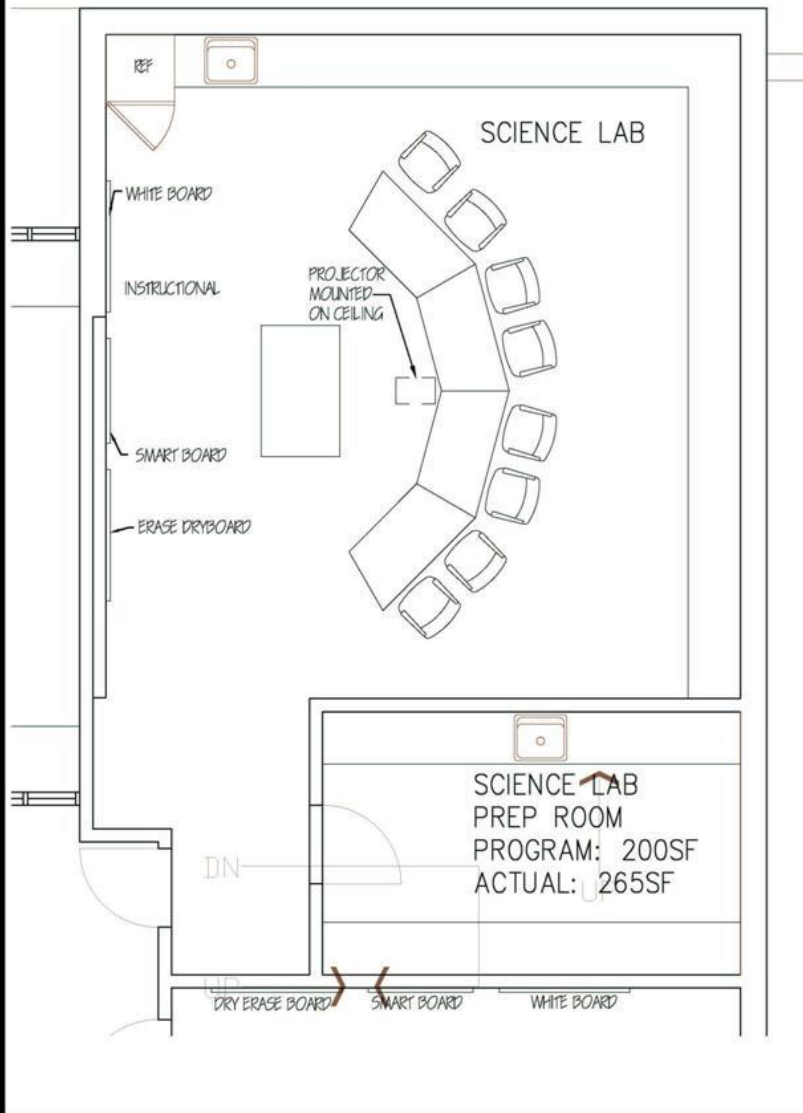 REF
SCIENCE LAB
WHITE BOARD
INSTRUCTIONAL
PROJECTOR
MOUNTED
ON CEILING
SMART BOARD
ERASE DRYBOARD
SCIENCE LAB
PREP ROOM
PROGRAM: 200SF
ACTUAL: 265SF
DN
UP
UP
DRY ERASE BOARD
SMART BOARD
WHITE BOARD